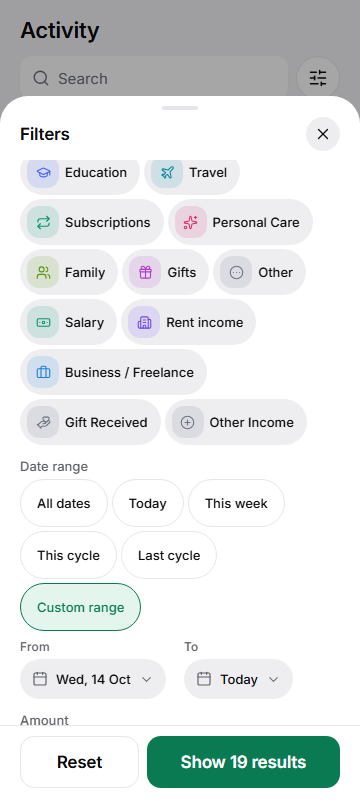 Activity
Search
Filters
Education Travel
Subscriptions Personal Care
Family Gifts Other
Salary Rent income
Business / Freelance
Gift Received Other Income
Date range
All dates Today This week
This cycle Last cycle
Custom range
From To
Wed, 14 Oct Today
Amount
Reset Show 19 results